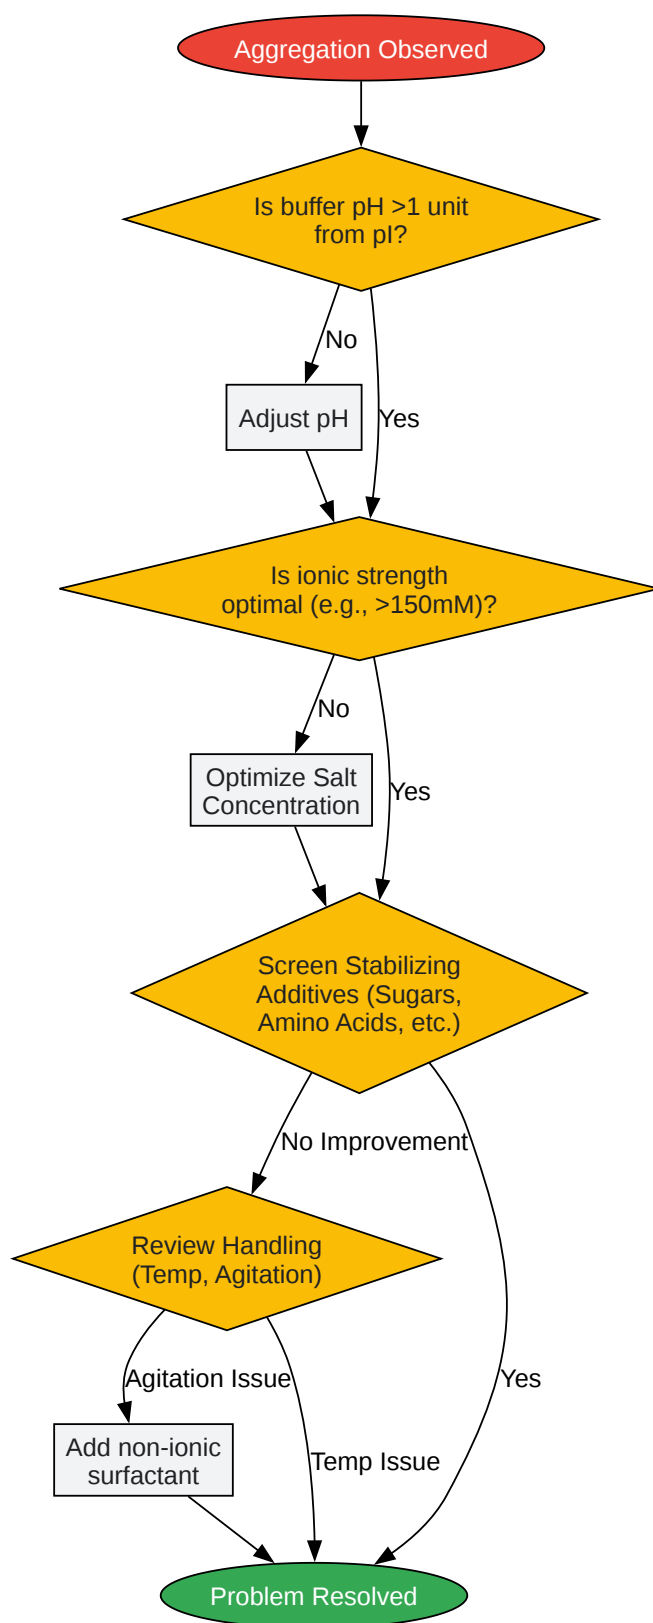 Aggregation Observed
Is buffer pH >1 unit
from pI?
No
Adjust pH
Yes
Is ionic strength
optimal (e.g., >150mM)?
No
Optimize Salt
Concentration
Yes
Screen Stabilizing
Additives (Sugars,
Amino Acids, etc.)
No Improvement
Review Handling
(Temp, Agitation)
Agitation Issue
Yes
Add non-ionic
surfactant
Temp Issue
Problem Resolved